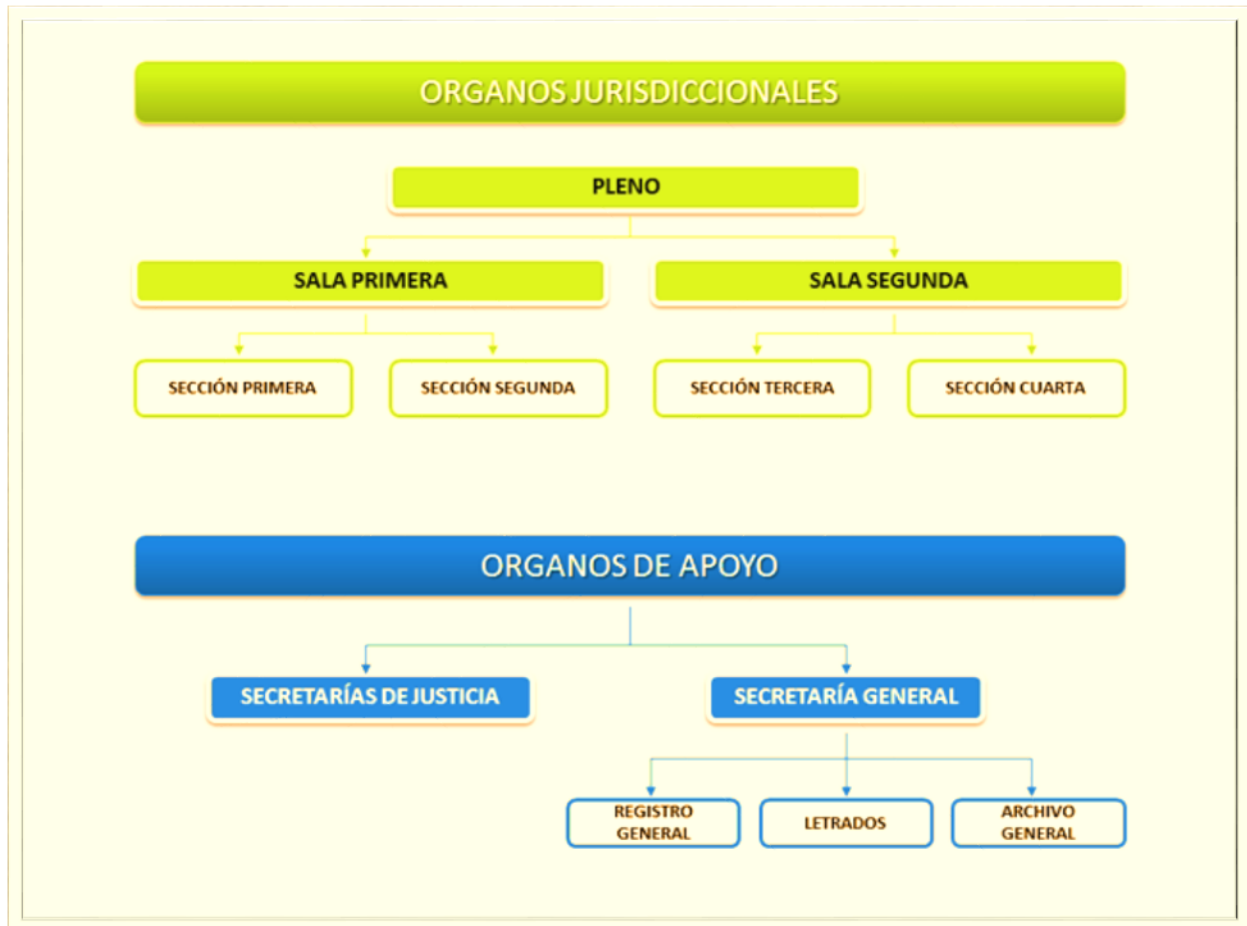 ORGANOS JURISDICCIONALES
PLENO
SALA PRIMERA
SALA SEGUNDA
SECCIÓN PRIMERA
SECCIÓN SEGUNDA
SECCIÓN TERCERA
SECCIÓN CUARTA
ORGANOS DE APOYO
SECRETARÍAS DE JUSTICIA
SECRETARÍA GENERAL
REGISTRO
GENERAL
LETRADOS
ARCHIVO
GENERAL